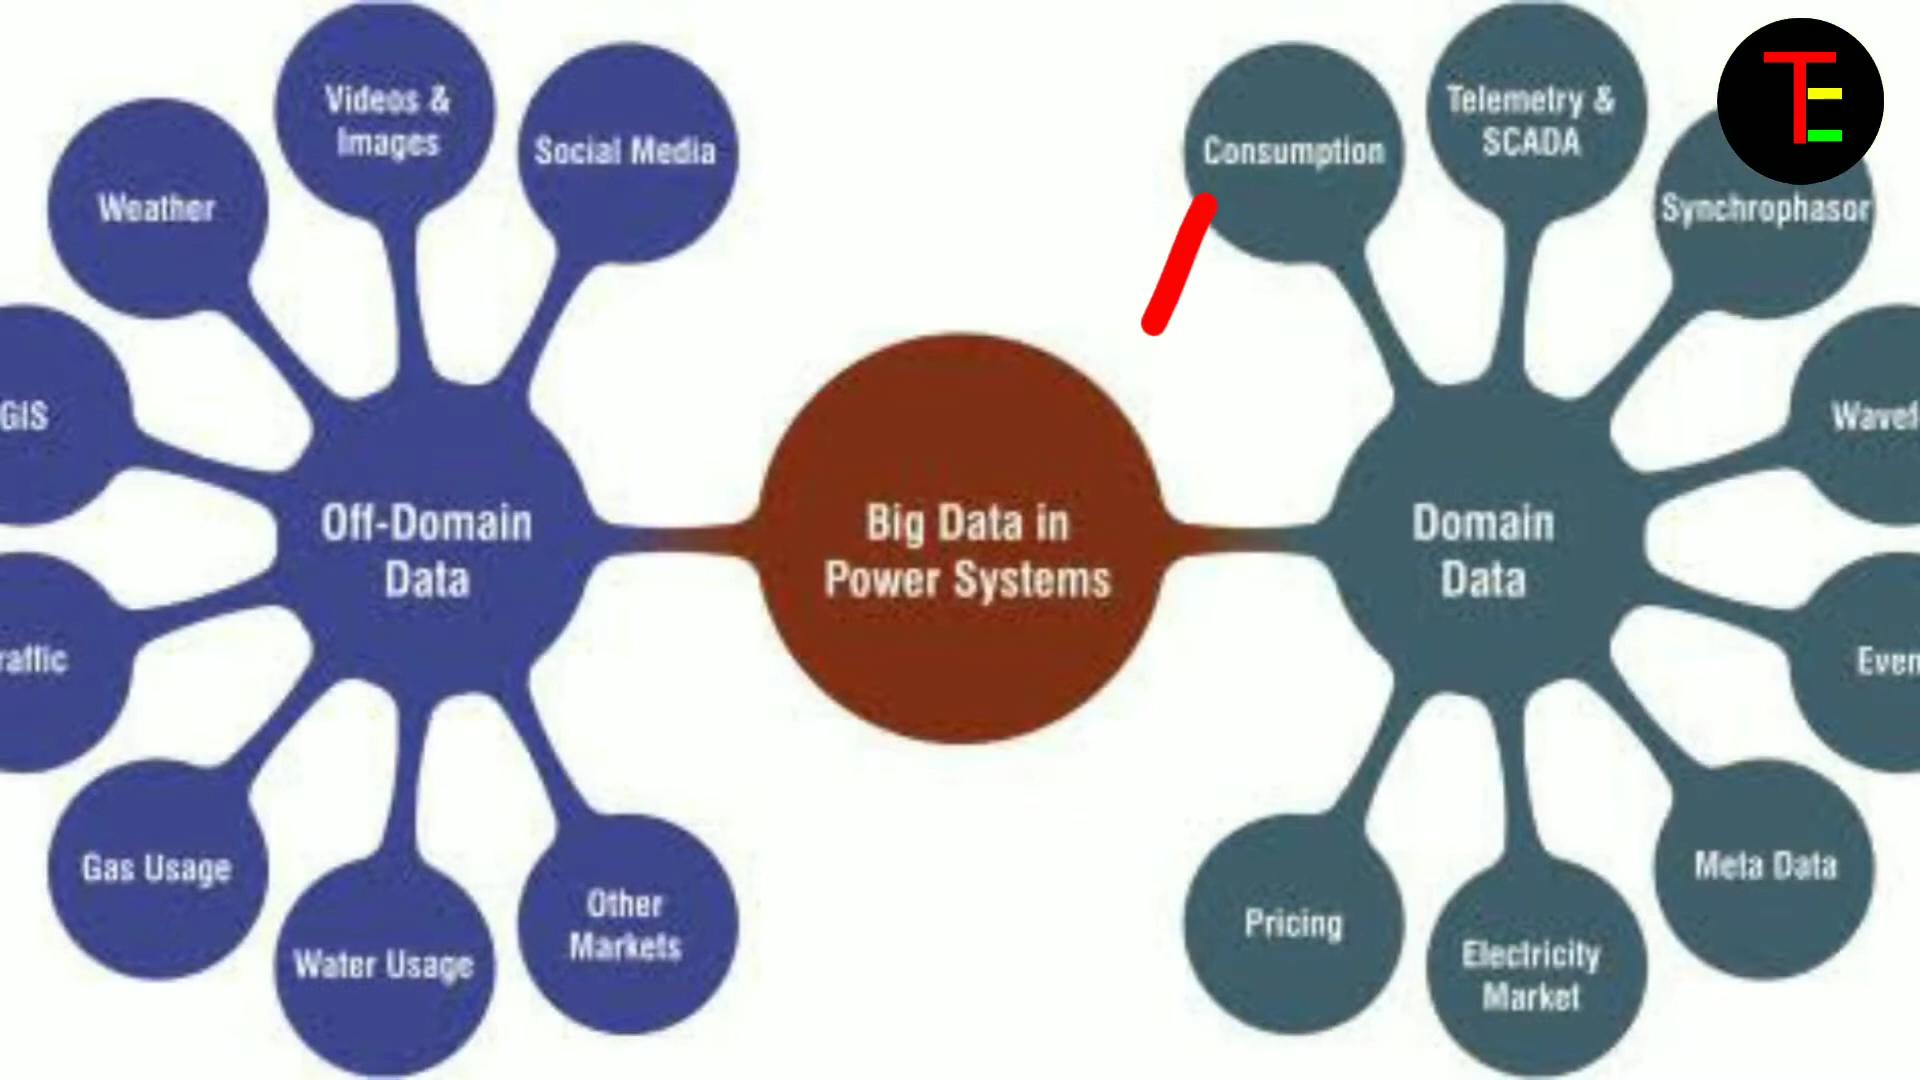 Videos &
Images
Social Media
Weather
GIS
Gas Usage
Water Usage
Other
Markets
Off-Domain
Data
Big Data in
Power Systems
Domain
Data
Consumption
Telemetry &
SCADA
Synchrophasor
Meta Data
Electricity
Market
Pricing
TE